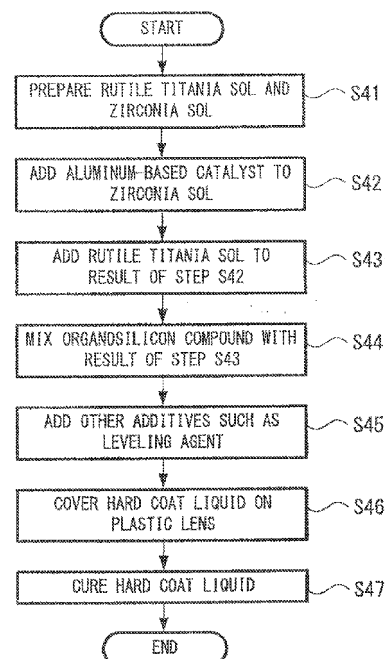 START
PREPARE RUTILE TITANIA SOL AND
ZIRCONIA SOL
S41
ADD ALUMINUM-BASED CATALYST TO
ZIRCONIA SOL
S42
ADD RUTILE TITANIA SOL TO
RESULT OF STEP S42
S43
MIX ORGANOSILICON COMPOUND WITH
RESULT OF STEP S43
S44
ADD OTHER ADDITIVES SUCH AS
LEVELING AGENT
S45
COVER HARD COAT LIQUID ON
PLASTIC LENS
S46
CURE HARD COAT LIQUID
S47
END